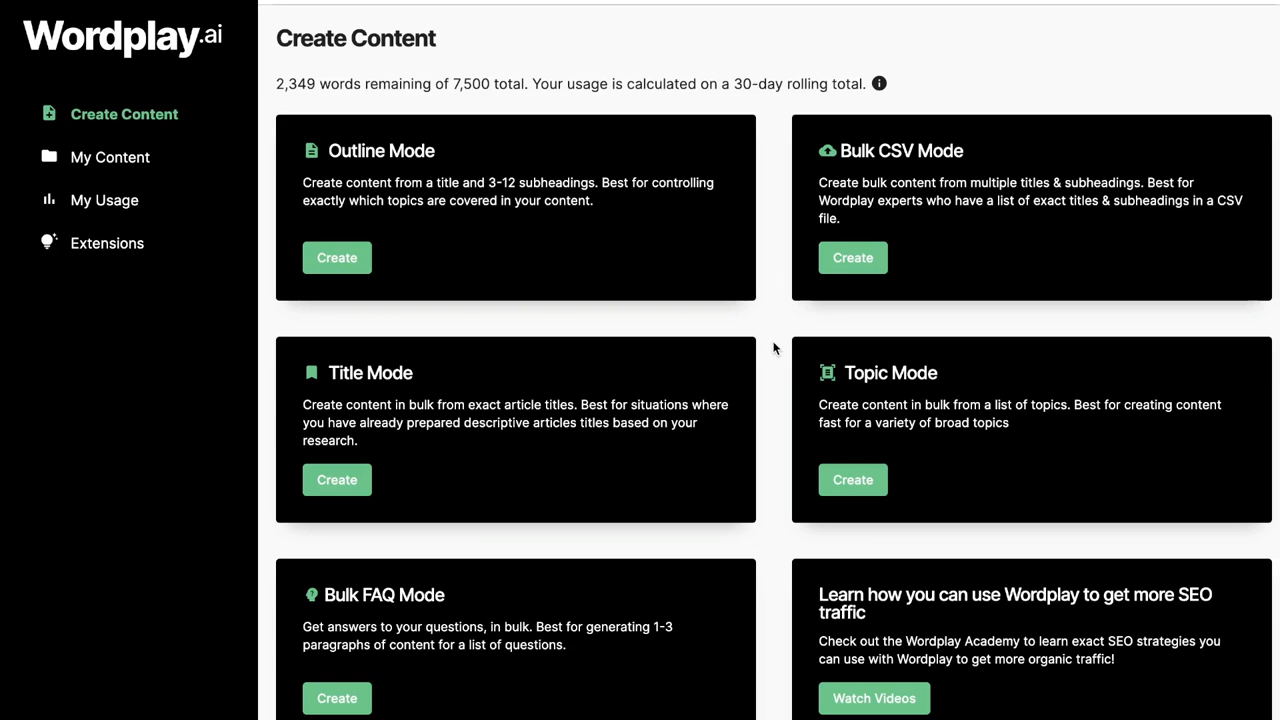 Wordplay.ai
Create Content
My Content
My Usage
Extensions
Create Content
2,349 words remaining of 7,500 total. Your usage is calculated on a 30-day rolling total.
Outline Mode
Create content from a title and 3-12 subheadings. Best for controlling
exactly which topics are covered in your content.
Create
Bulk CSV Mode
Create bulk content from multiple titles & subheadings. Best for
Wordplay experts who have a list of exact titles & subheadings in a CSV
file.
Create
Title Mode
Create content in bulk from exact article titles. Best for situations where
you have already prepared descriptive articles titles based on your
research.
Create
Topic Mode
Create content in bulk from a list of topics. Best for creating content
fast for a variety of broad topics
Create
Bulk FAQ Mode
Get answers to your questions, in bulk. Best for generating 1-3
paragraphs of content for a list of questions.
Create
Learn how you can use Wordplay to get more SEO
traffic
Check out the Wordplay Academy to learn exact SEO strategies you
can use with Wordplay to get more organic traffic!
Watch Videos